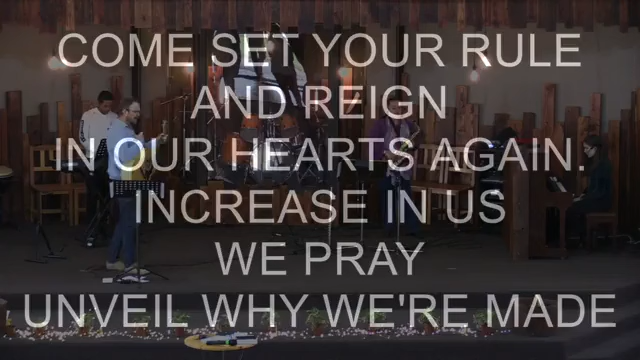 COME SET YOUR RULE
AND REIGN
IN OUR HEARTS AGAIN.
INCREASE IN US
WE PRAY
UNVEIL WHY WE'RE MADE